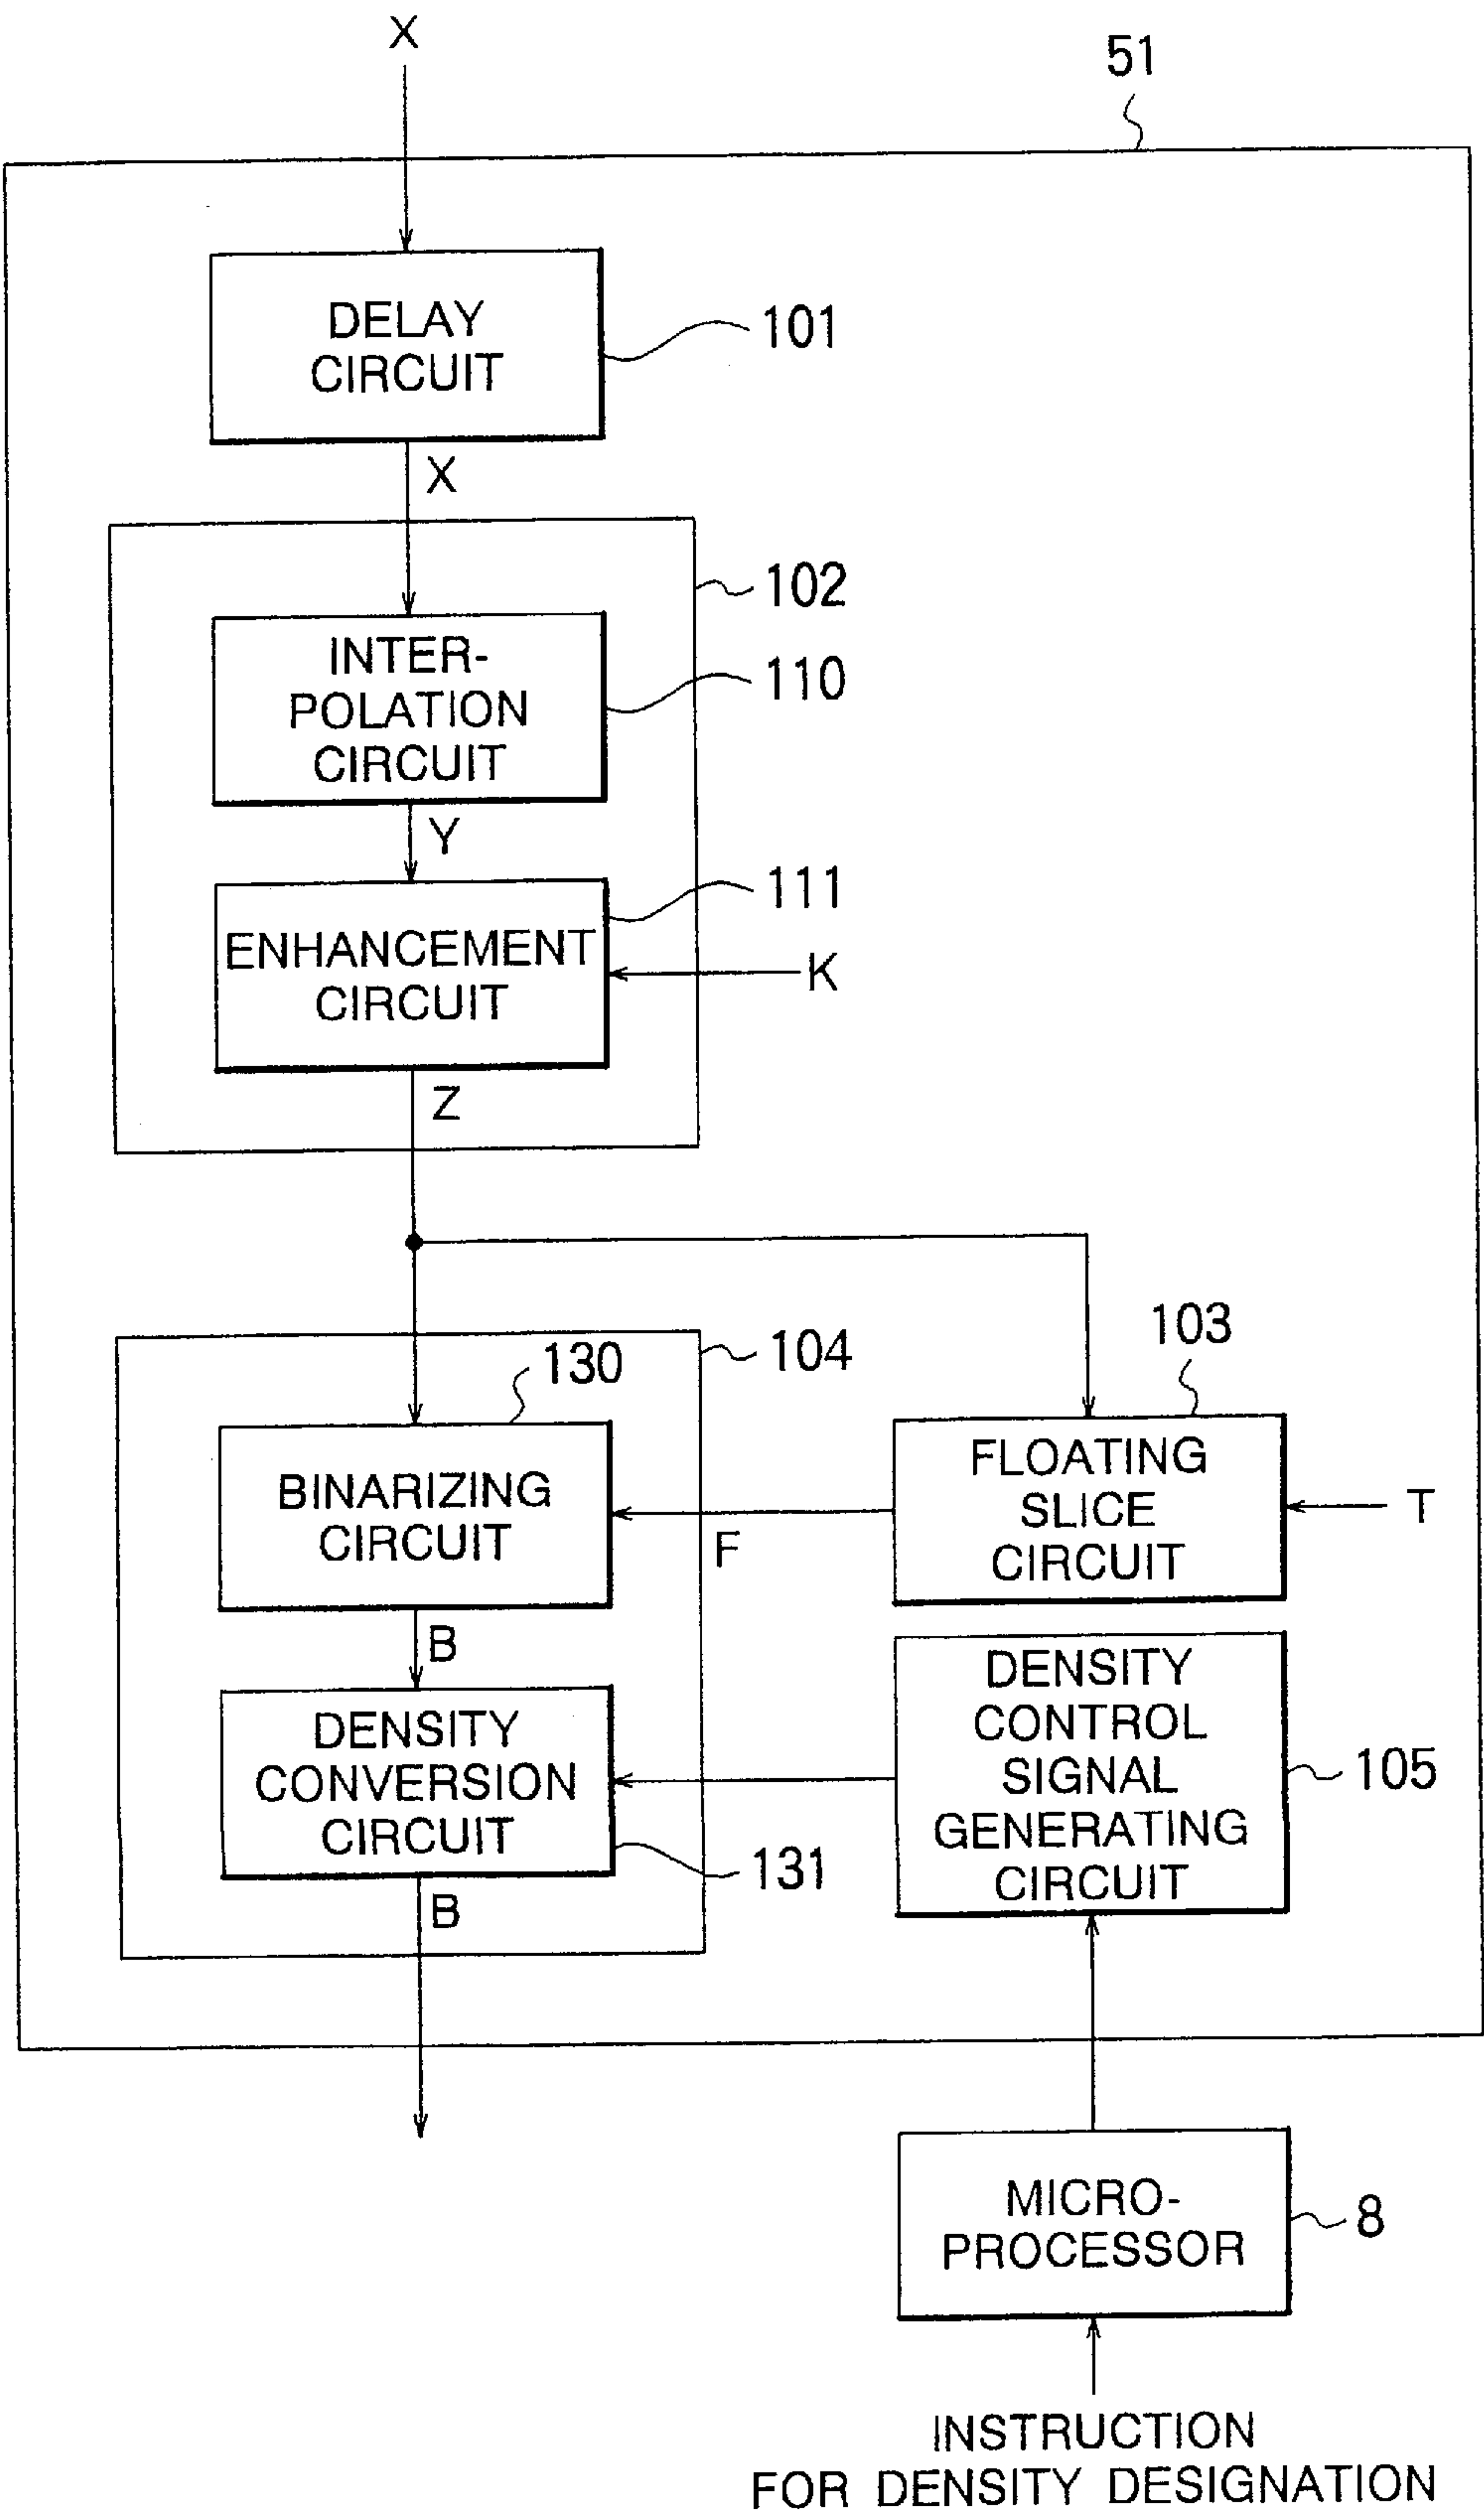 X
51
DELAY
CIRCUIT
101
X
102
INTER-
POLATION
CIRCUIT
110
Y
111
ENHANCEMENT
CIRCUIT
K
Z
103
104
130
BINARIZING
CIRCUIT
F
FLOATING
SLICE
CIRCUIT
T
B
DENSITY
CONVERSION
CIRCUIT
131
DENSITY
CONTROL
SIGNAL
GENERATING
CIRCUIT
105
B
MICRO-
PROCESSOR
8
INSTRUCTION
FOR DENSITY DESIGNATION